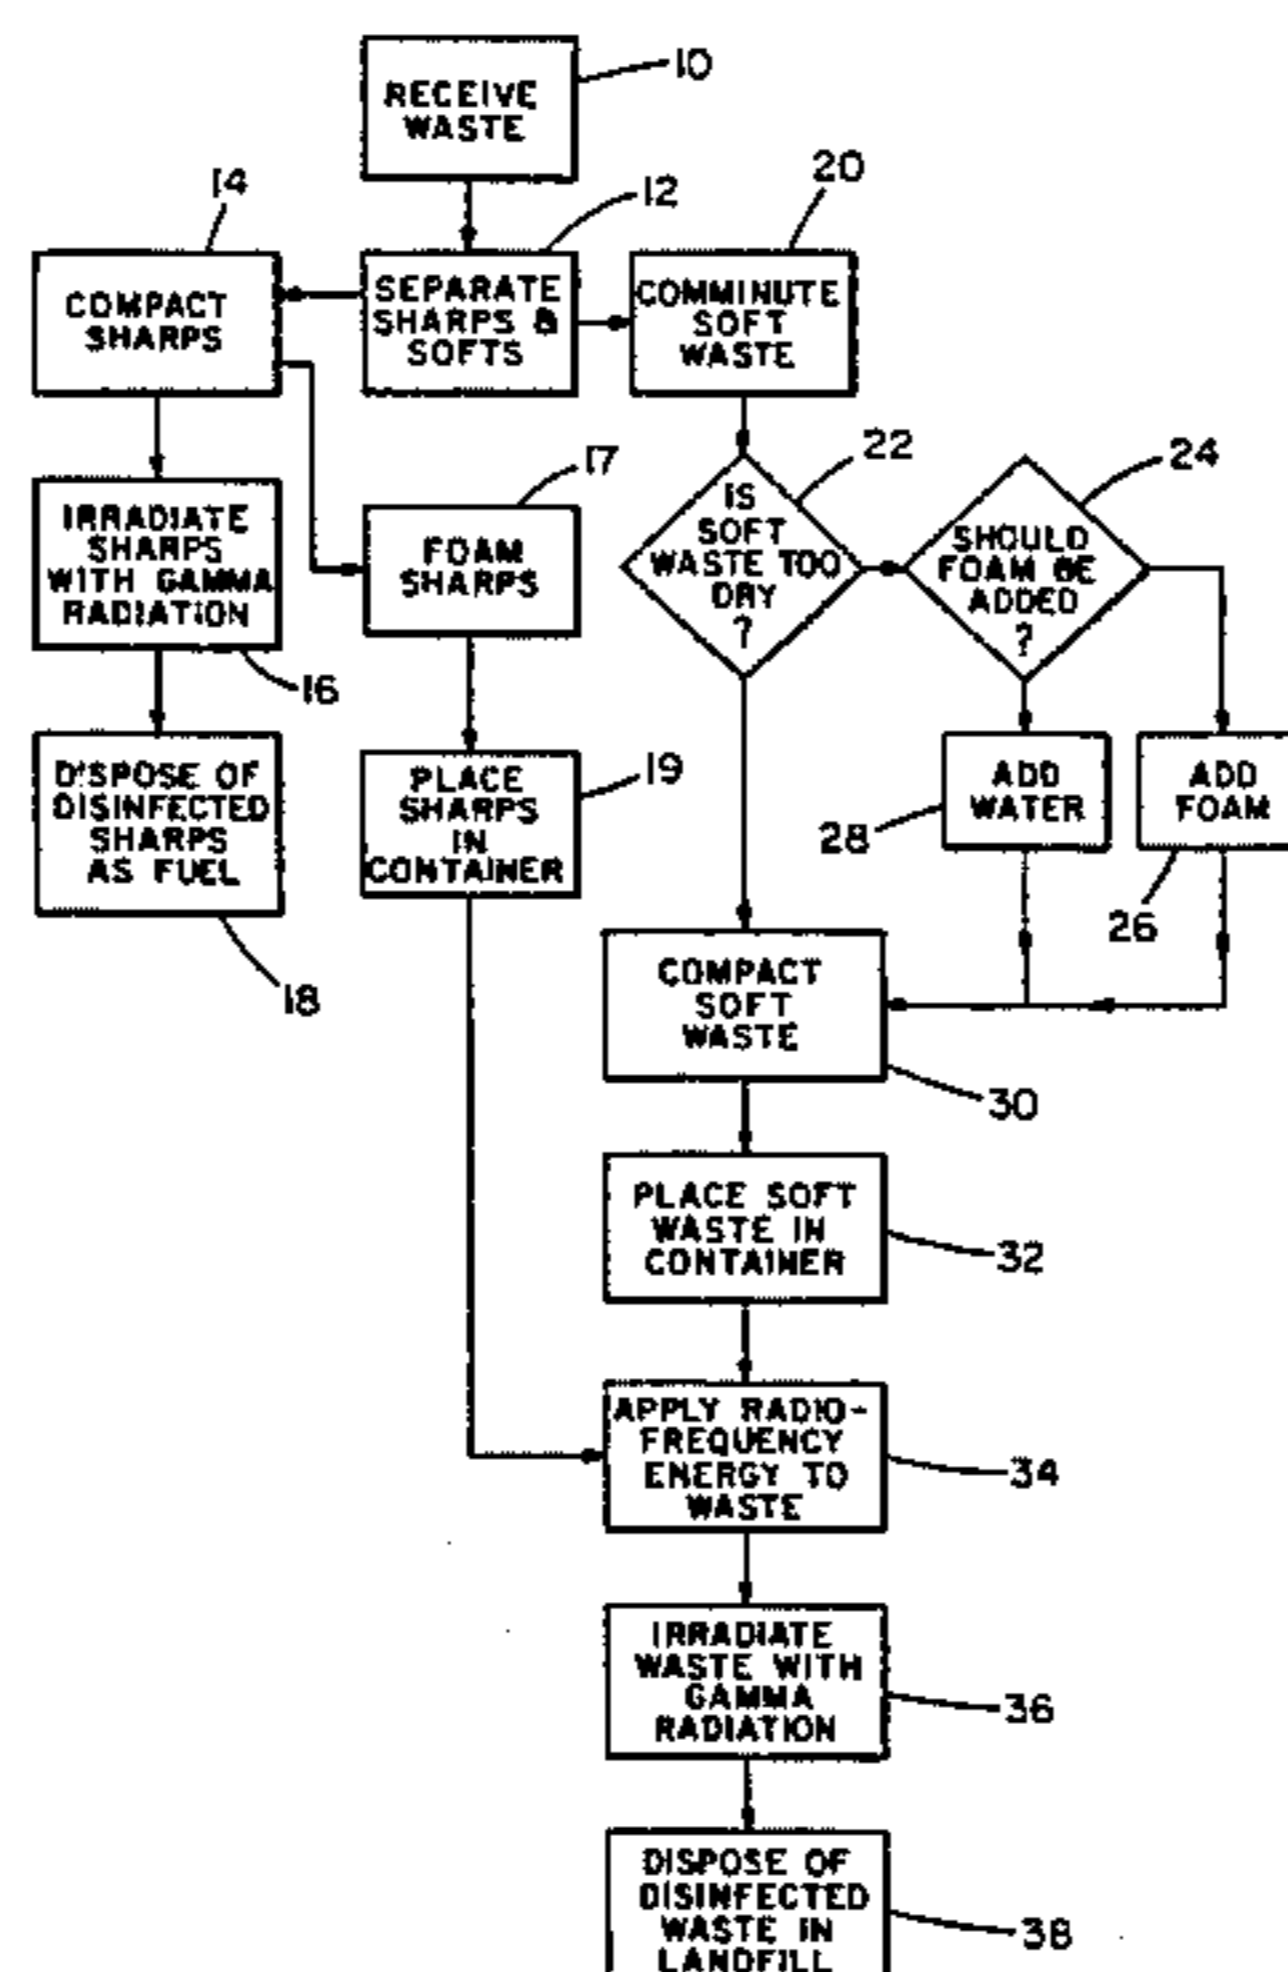 RECEIVE
WASTE
10
14
12
20
COMPACT
SHARPS
SEPARATE
SHARPS &
SOFTS
COMMINUTE
SOFT
WASTE
17
22
24
IRRADIATE
SHARPS
WITH GAMMA
RADIATION
16
FOAM
SHARPS
IS
SOFT
WASTE TOO
DRY
?
SHOULD
FOAM BE
ADDED
?
DISPOSE OF
DISINFECTED
SHARPS
AS FUEL
18
PLACE
SHARPS
IN
CONTAINER
19
ADD
WATER
28
ADD
FOAM
26
COMPACT
SOFT
WASTE
30
PLACE SOFT
WASTE IN
CONTAINER
32
APPLY RADIO-
FREQUENCY
ENERGY TO
WASTE
34
IRRADIATE
WASTE WITH
GAMMA
RADIATION
36
DISPOSE OF
DISINFECTED
WASTE IN
LANDFILL
38